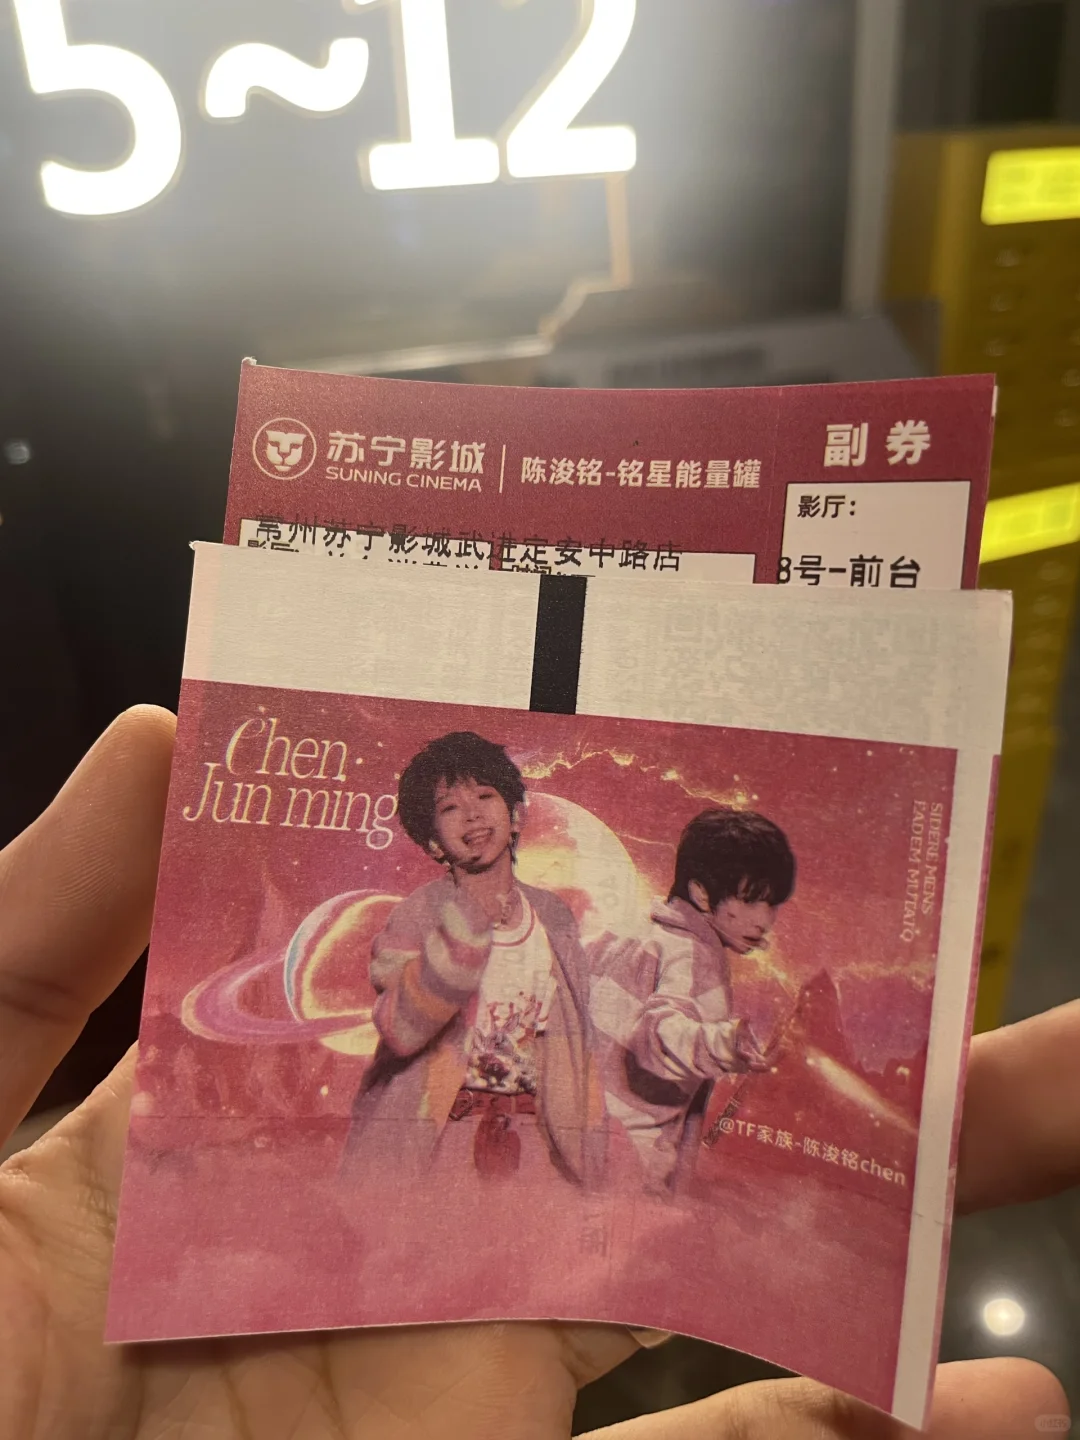 5~12
苏宁影城
SUNING CINEMA
陈浚铭-铭星能量罐
副券
影厅：
常州苏宁影城武进定安中路店
8号-前台
Chen
Jun ming
SIDERE MENS
EADEM MUTATO
@TF家族-陈浚铭chen